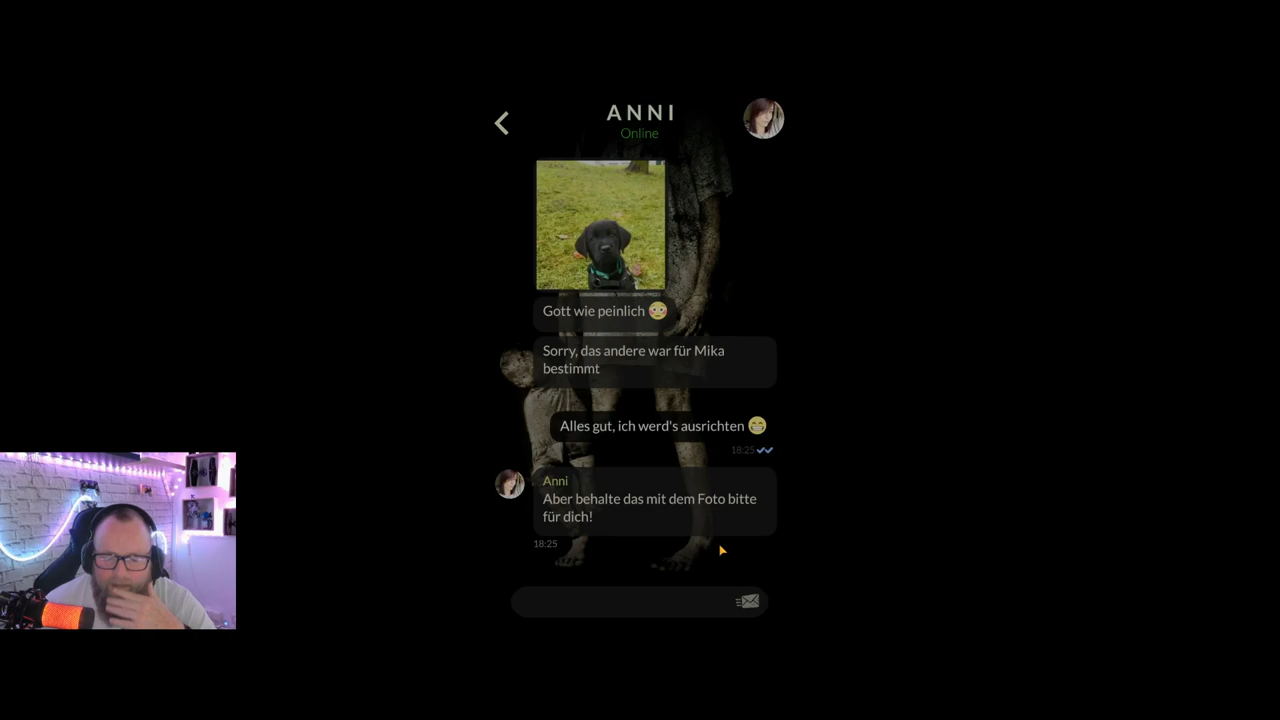 ANNI
Online
Gott wie peinlich
Sorry, das andere war für Mika
bestimmt
Alles gut, ich werd's ausrichten
18:25
Anni
Aber behalte das mit dem Foto bitte
für dich!
18:25